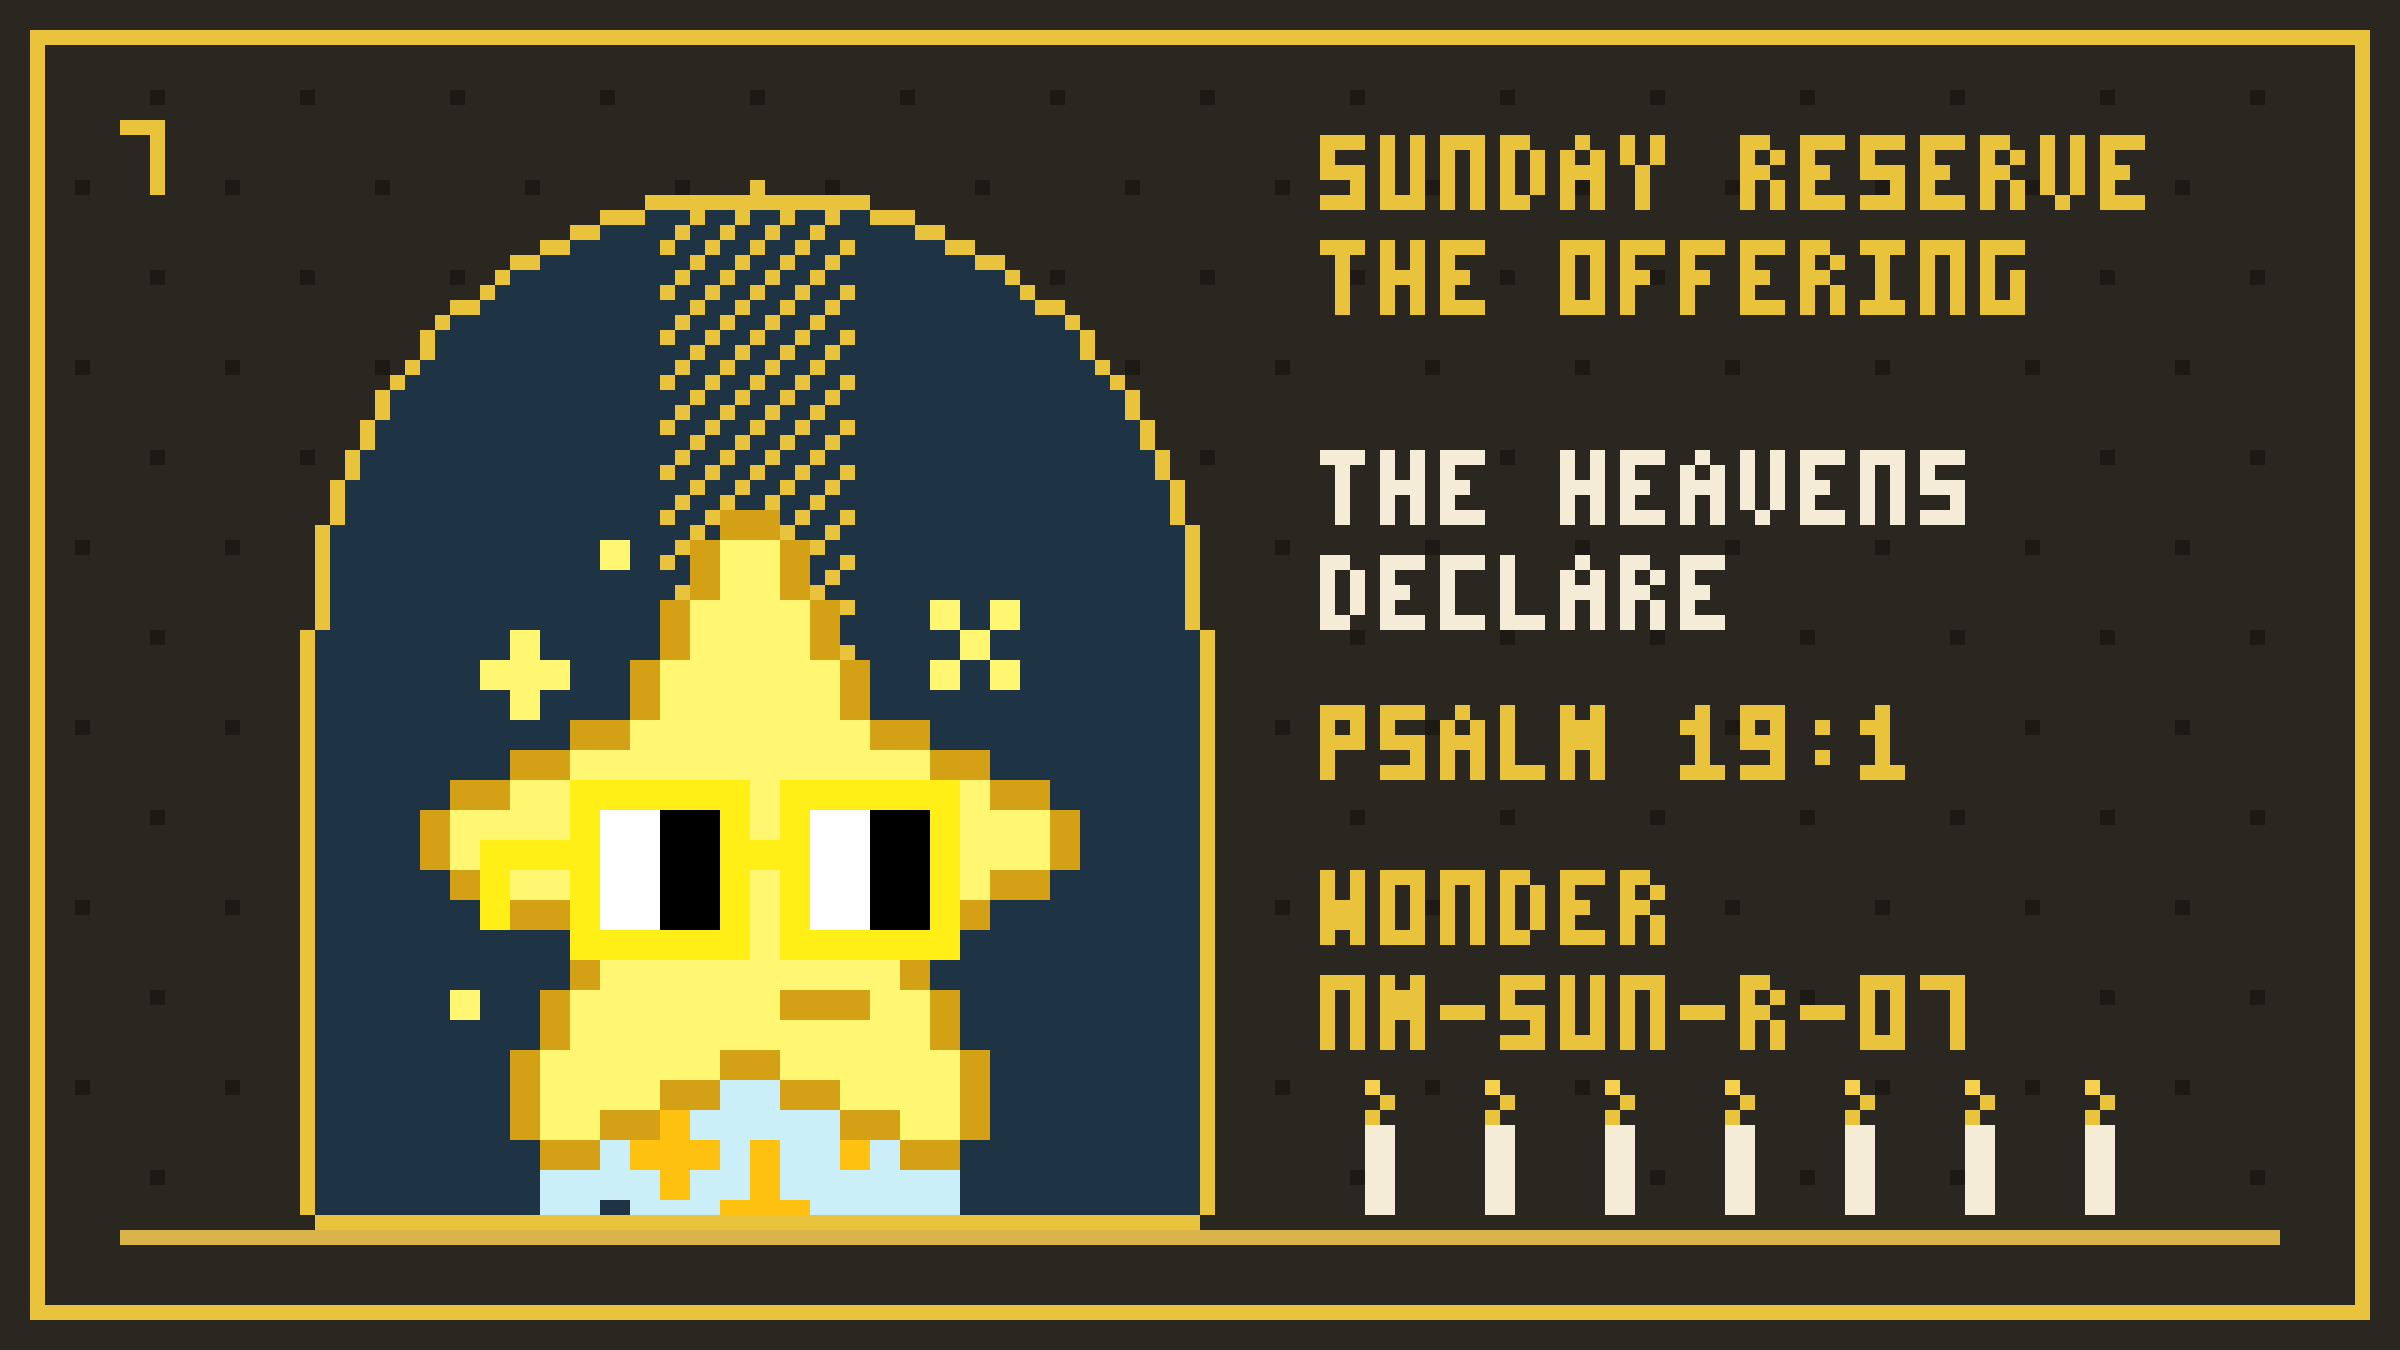 7
SUNDAY RESERVE
THE OFFERING
THE HEAVENS
DECLARE
PSALM 19:1
WONDER
NM-SUN-R-07